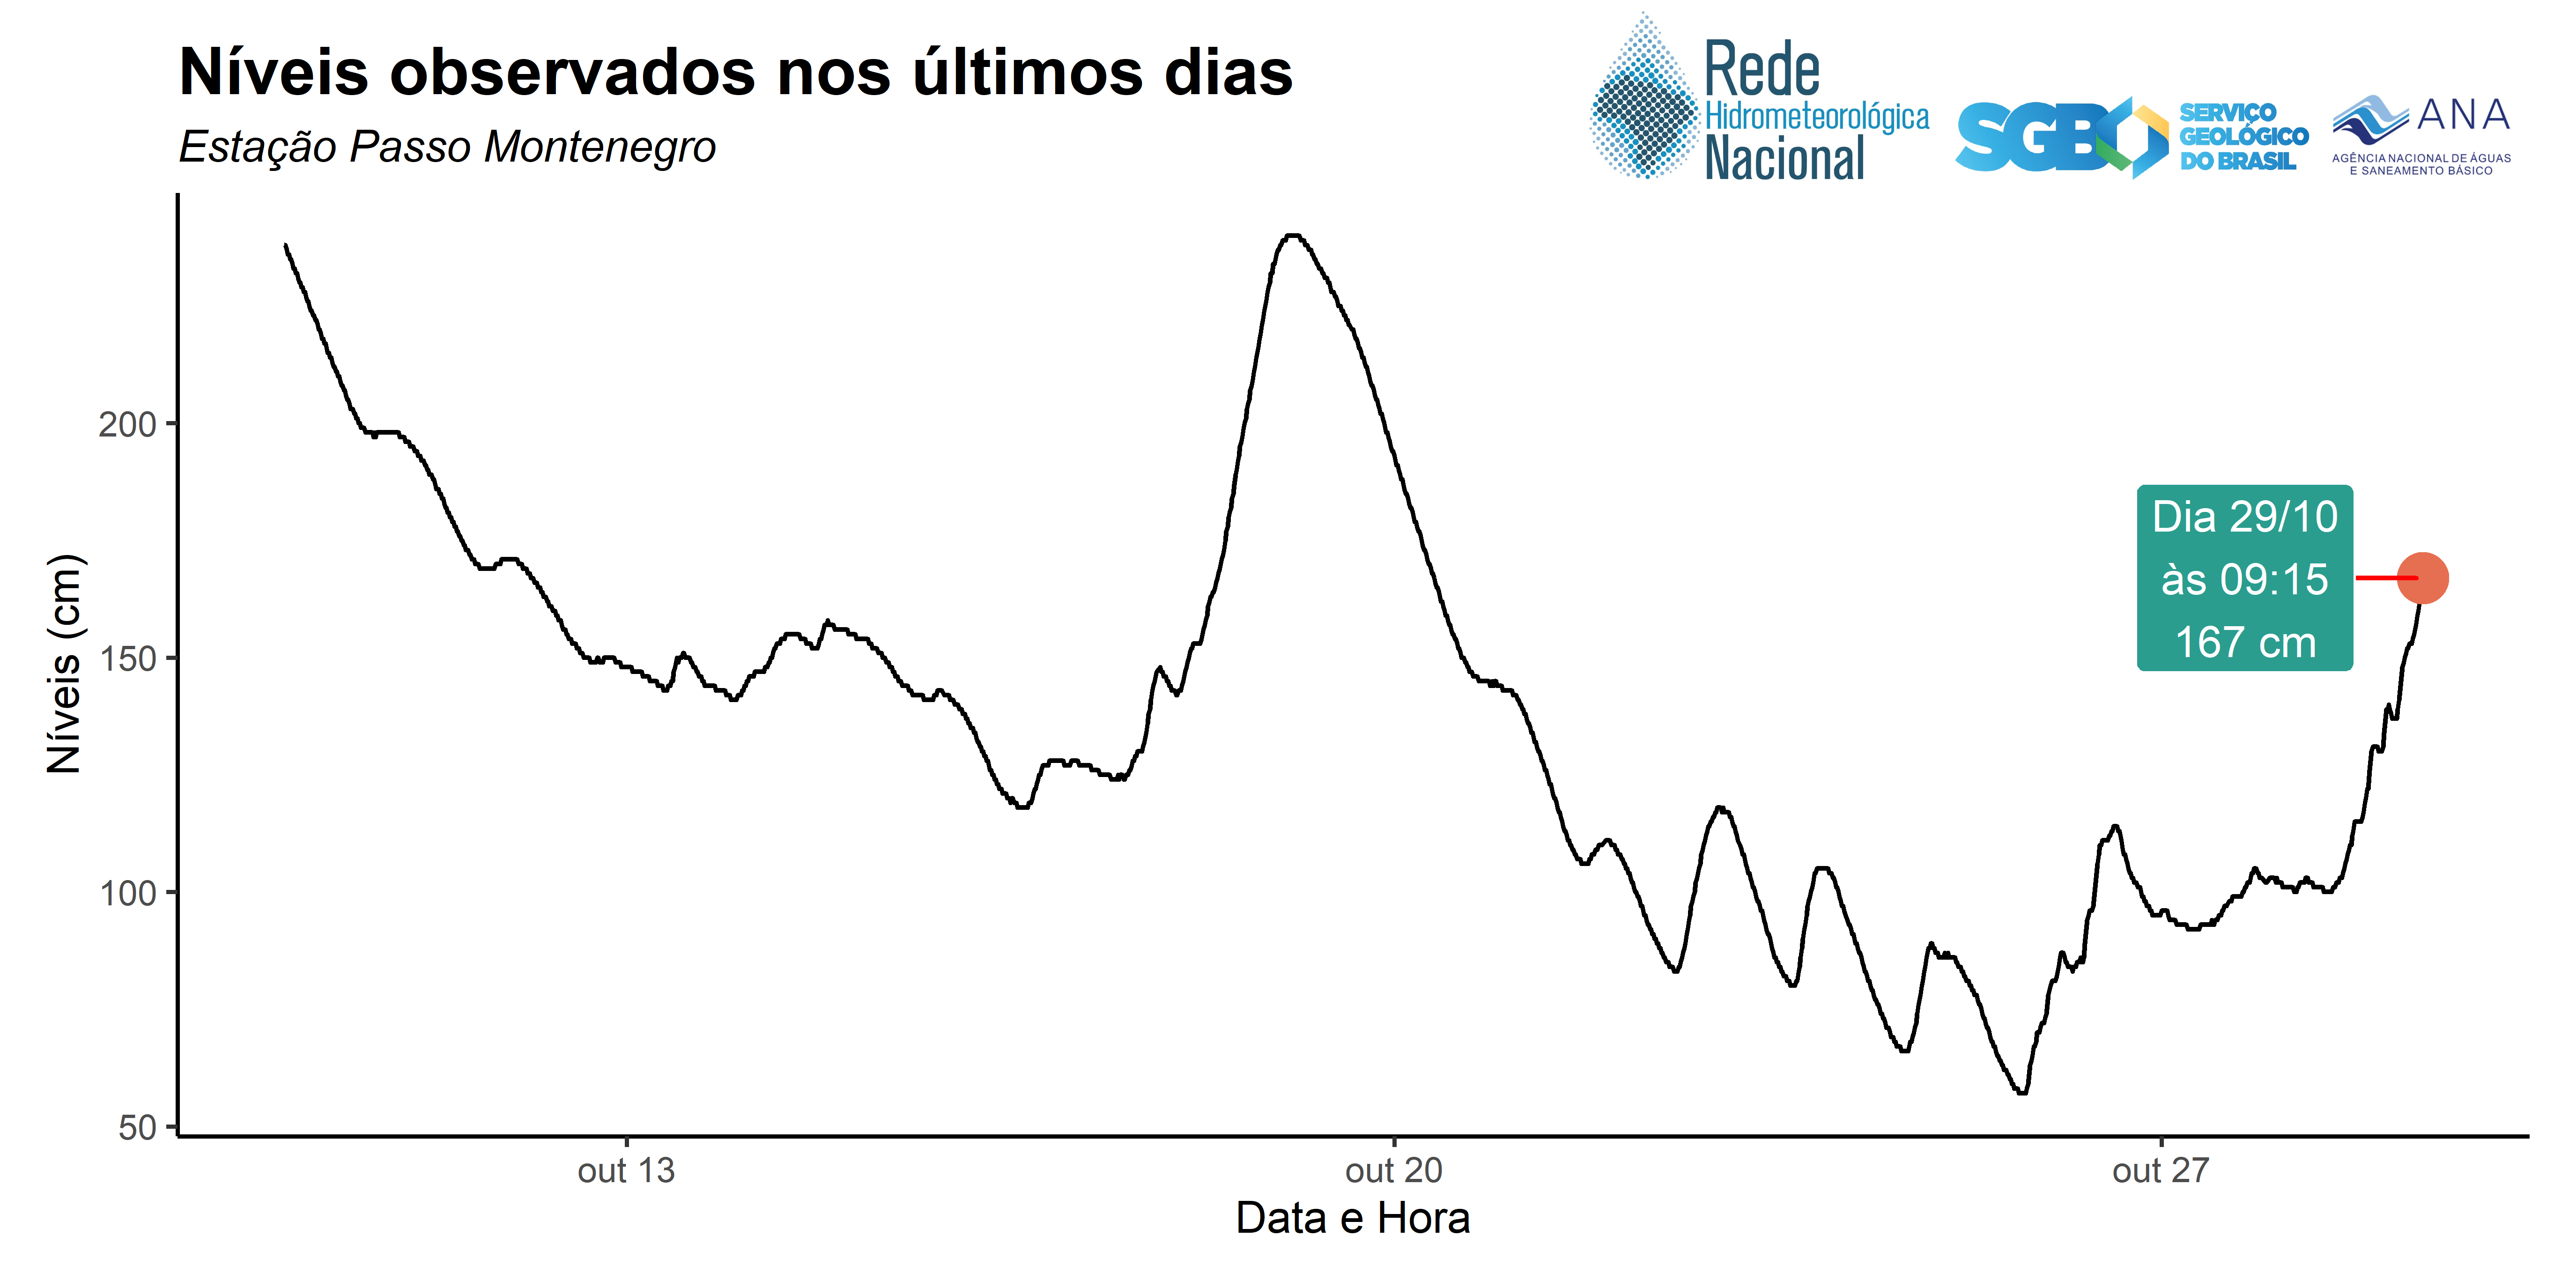 Níveis observados nos últimos dias
Estação Passo Montenegro
Rede
Hidrometeorológica
Nacional
SGB
SERVIÇO
GEOLÓGICO
DO BRASIL
ANA
AGÊNCIA NACIONAL DE ÁGUAS
E SANEAMENTO BÁSICO
Níveis (cm)
200
150
100
50
Dia 29/10
às 09:15
167 cm
out 13
out 20
out 27
Data e Hora